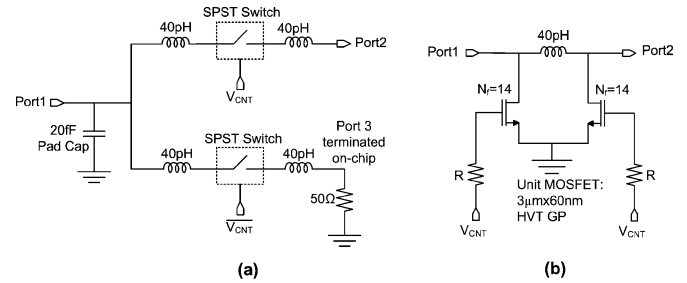 SPST Switch
40pH
40pH
Port2
V_CNT
Port1
20fF
Pad Cap
SPST Switch
40pH
40pH
Port 3
terminated
on-chip
50Ω
V_CNT
(a)
40pH
Port1
Port2
N_f=14
N_f=14
R
R
Unit MOSFET:
3μmx60nm
HVT GP
V_CNT
V_CNT
(b)